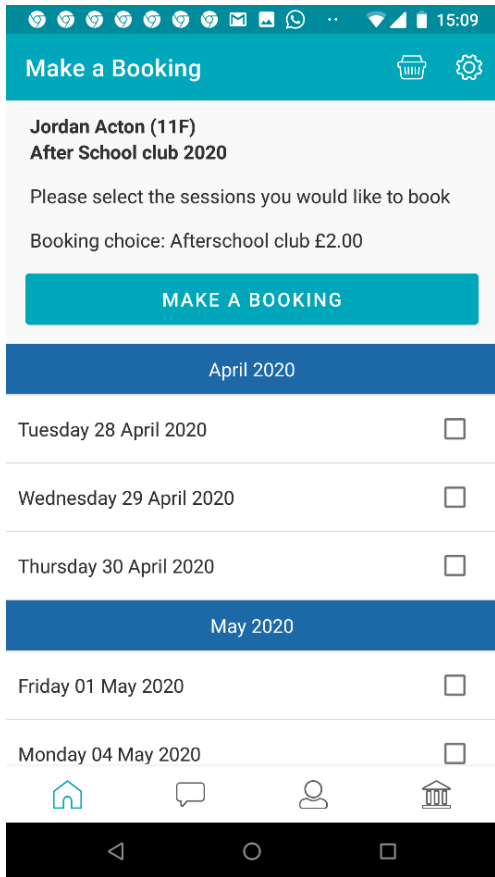 15:09
Make a Booking
Jordan Acton (11F)
After School club 2020
Please select the sessions you would like to book
Booking choice: Afterschool club £2.00
MAKE A BOOKING
April 2020
Tuesday 28 April 2020
Wednesday 29 April 2020
Thursday 30 April 2020
May 2020
Friday 01 May 2020
Monday 04 May 2020